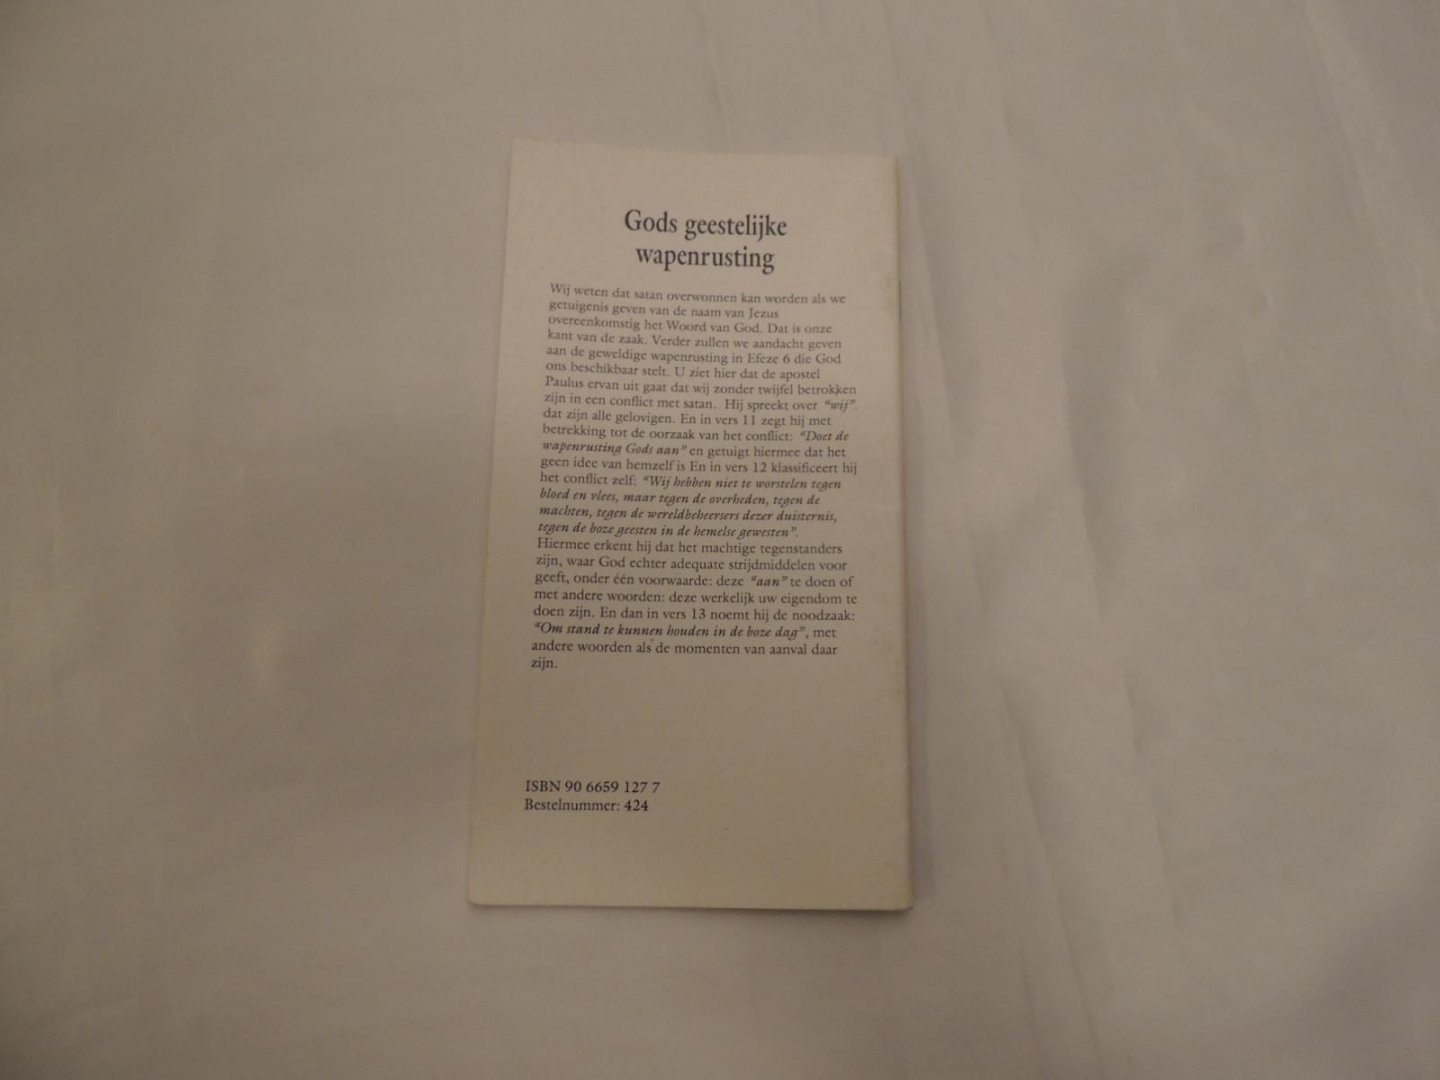 Gods geestelijke
wapenrusting
Wij weten dat satan overwonnen kan worden als we
getuigenis geven van de naam van Jezus
overeenkomstig het Woord van God. Dat is onze
kant van de zaak. Verder zullen we aandacht geven
aan de geweldige wapenrusting in Efeze 6 die God
ons beschikbaar stelt. U ziet hier dat de apostel
Paulus ervan uit gaat dat wij zonder twijfel betrokken
zijn in een conflict met satan. Hij spreekt over “wij”.
dat zijn alle gelovigen. En in vers 11 zegt hij met
betrekking tot de oorzaak van het conflict: “Doet de
wapenrusting Gods aan” en getuigt hiermee dat het
geen idee van hemzelf is En in vers 12 klassificeert hij
het conflict zelf: “Wij hebben niet te worstelen tegen
bloed en vlees, maar tegen de overheden, tegen de
machten, tegen de wereldbeheersers dezer duisternis,
tegen de boze geesten in de hemelse gewesten”.
Hiermee erkent hij dat het machtige tegenstanders
zijn, waar God echter adequate strijdmiddelen voor
geeft, onder één voorwaarde: deze “aan” te doen of
met andere woorden: deze werkelijk uw eigendom te
doen zijn. En dan in vers 13 noemt hij de noodzaak:
“Om stand te kunnen houden in de boze dag”, met
andere woorden als de momenten van aanval daar
zijn.
ISBN 90 6659 127 7
Bestelnummer: 424